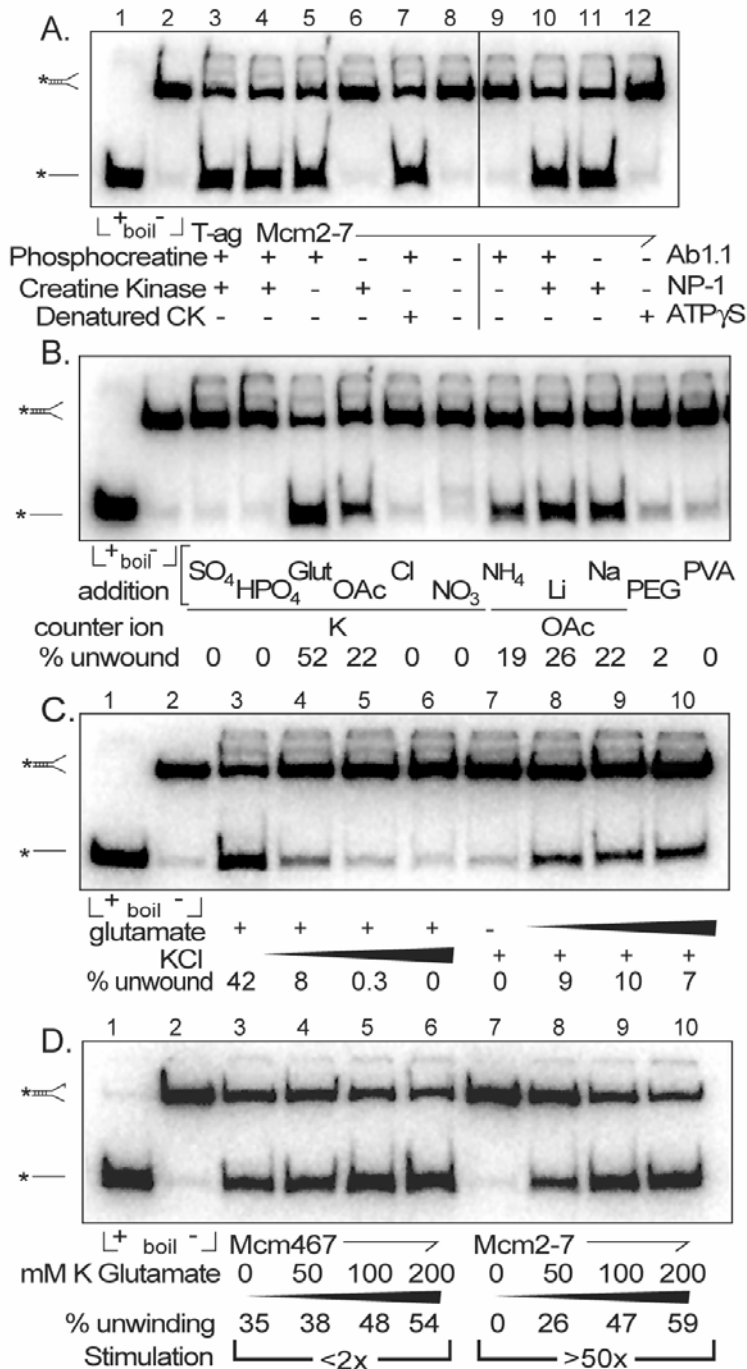 A. 1 2 3 4 5 6 7 8 9 10 11 12
*
*
+ boil - T-ag Mcm2-7
Phosphocreatine + + + - + - + + - - Ab1.1
Creatine Kinase + + - + - - - + + - NP-1
Denatured CK - - - - + - - - - + ATPγS
B.
*
*
+ boil -
addition SO4 HPO4 Glut OAc Cl NO3 NH4 Li Na PEG PVA
counter ion K OAc
% unwound 0 0 52 22 0 0 19 26 22 2 0
C. 1 2 3 4 5 6 7 8 9 10
*
*
+ boil -
glutamate + + + + -
KCl + + + +
% unwound 42 8 0.3 0 0 9 10 7
D. 1 2 3 4 5 6 7 8 9 10
*
*
+ boil - Mcm467 Mcm2-7
mM K Glutamate 0 50 100 200 0 50 100 200
% unwinding 35 38 48 54 0 26 47 59
Stimulation <2x >50x